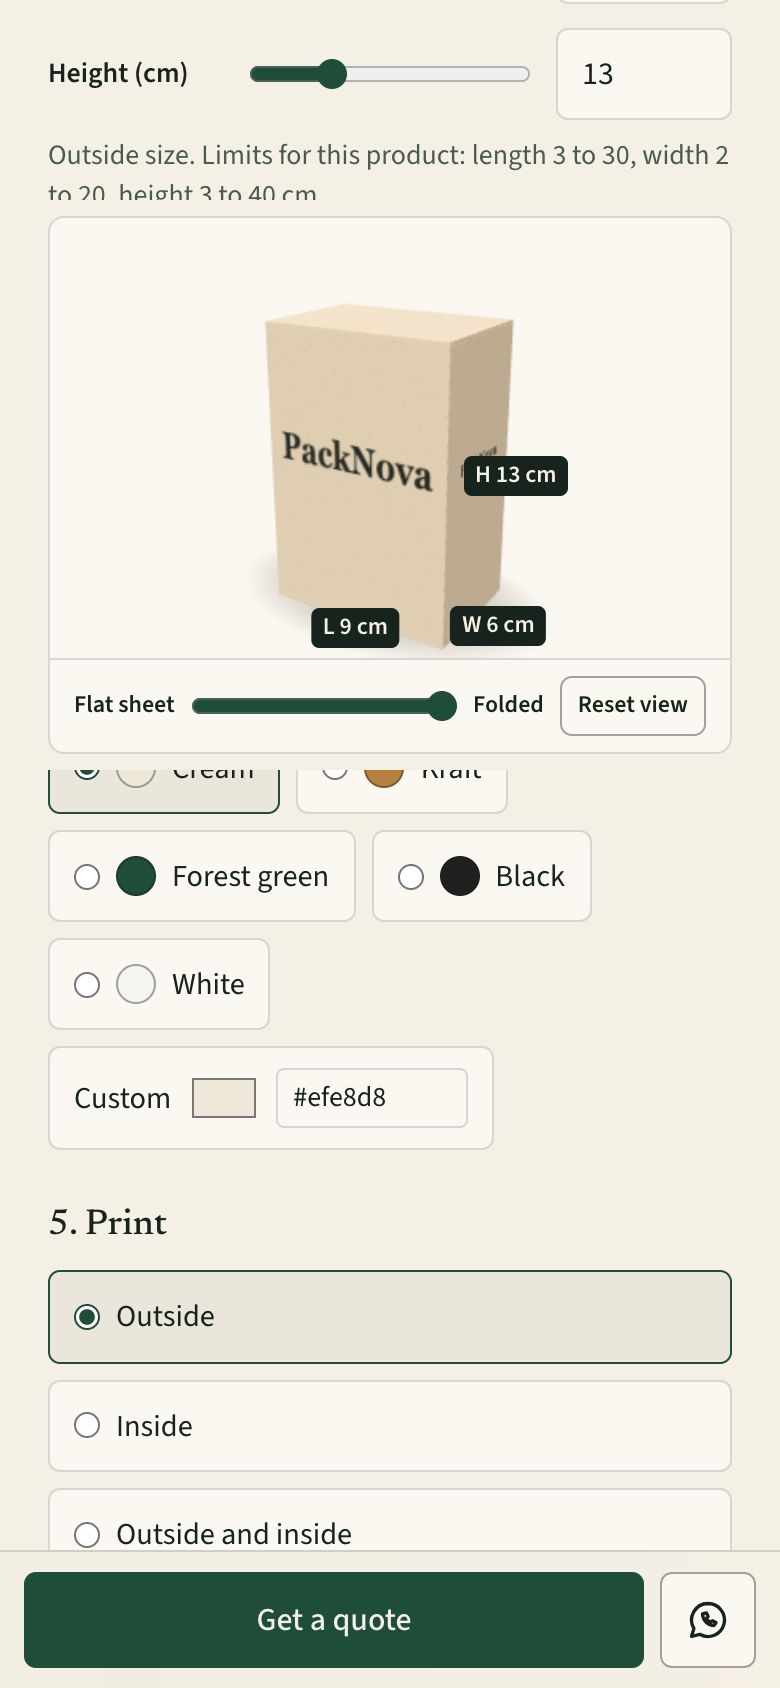 Height (cm)
13
Outside size. Limits for this product: length 3 to 30, width 2
to 20, height 3 to 40 cm
PackNova
H 13 cm
L 9 cm
W 6 cm
Flat sheet
Folded
Reset view
Cream
Kraft
Forest green
Black
White
Custom
#efe8d8
5. Print
Outside
Inside
Outside and inside
Get a quote